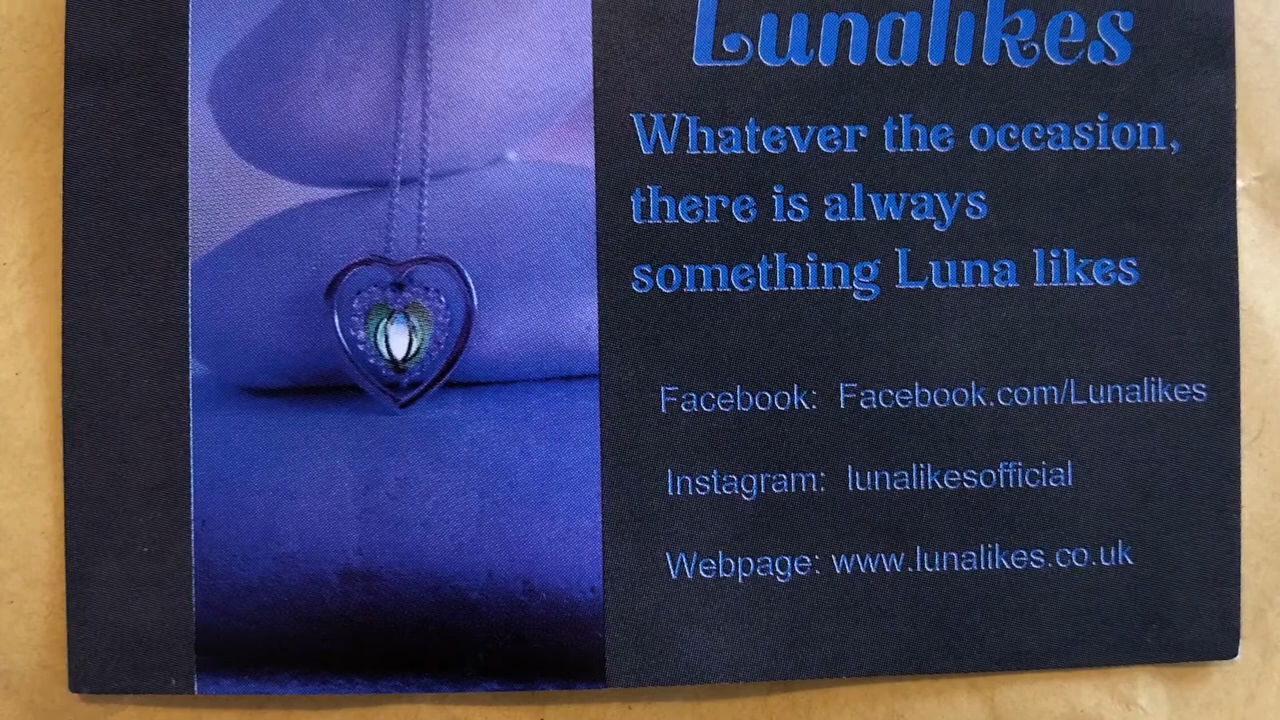 Lunalikes
Whatever the occasion,
there is always
something Luna likes
Facebook: Facebook.com/Lunalikes
Instagram: lunalikesofficial
Webpage: www.lunalikes.co.uk